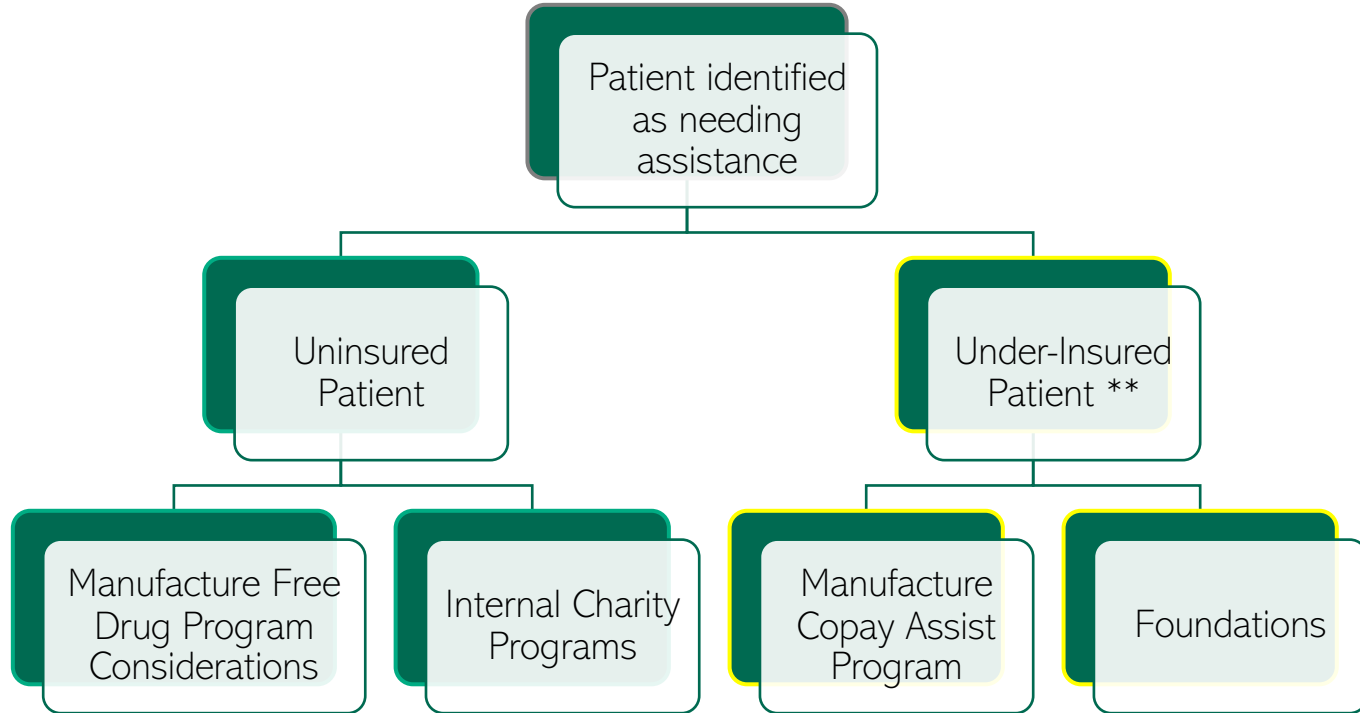 Patient identified
as needing
assistance
Uninsured
Patient
Under-Insured
Patient **
Manufacture Free
Drug Program
Considerations
Internal Charity
Programs
Manufacture
Copay Assist
Program
Foundations